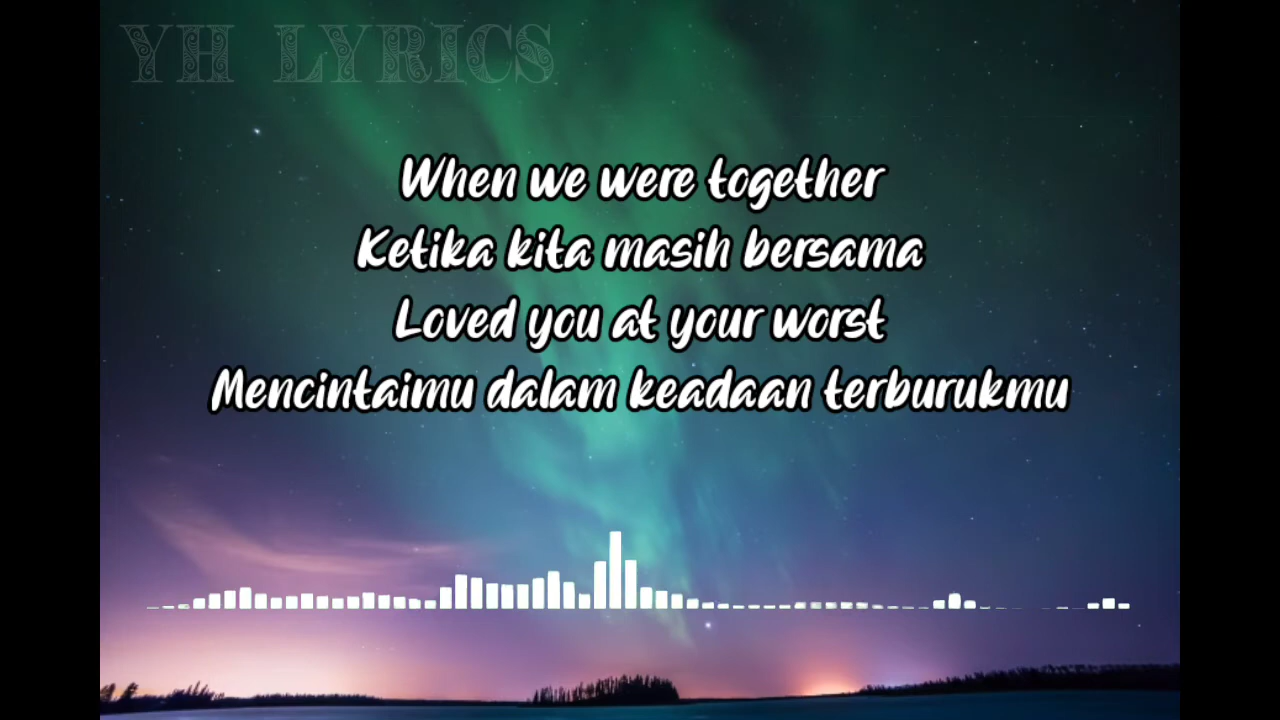 YH LYRICS
When we were together
Ketika kita masih bersama
Loved you at your worst
Mencintaimu dalam keadaan terburukmu